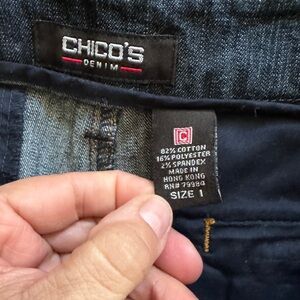 CHICO'S
DENIM
C
82% COTTON
16% POLYESTER
2% SPANDEX
MADE IN
HONG KONG
RN# 79984
SIZE 1